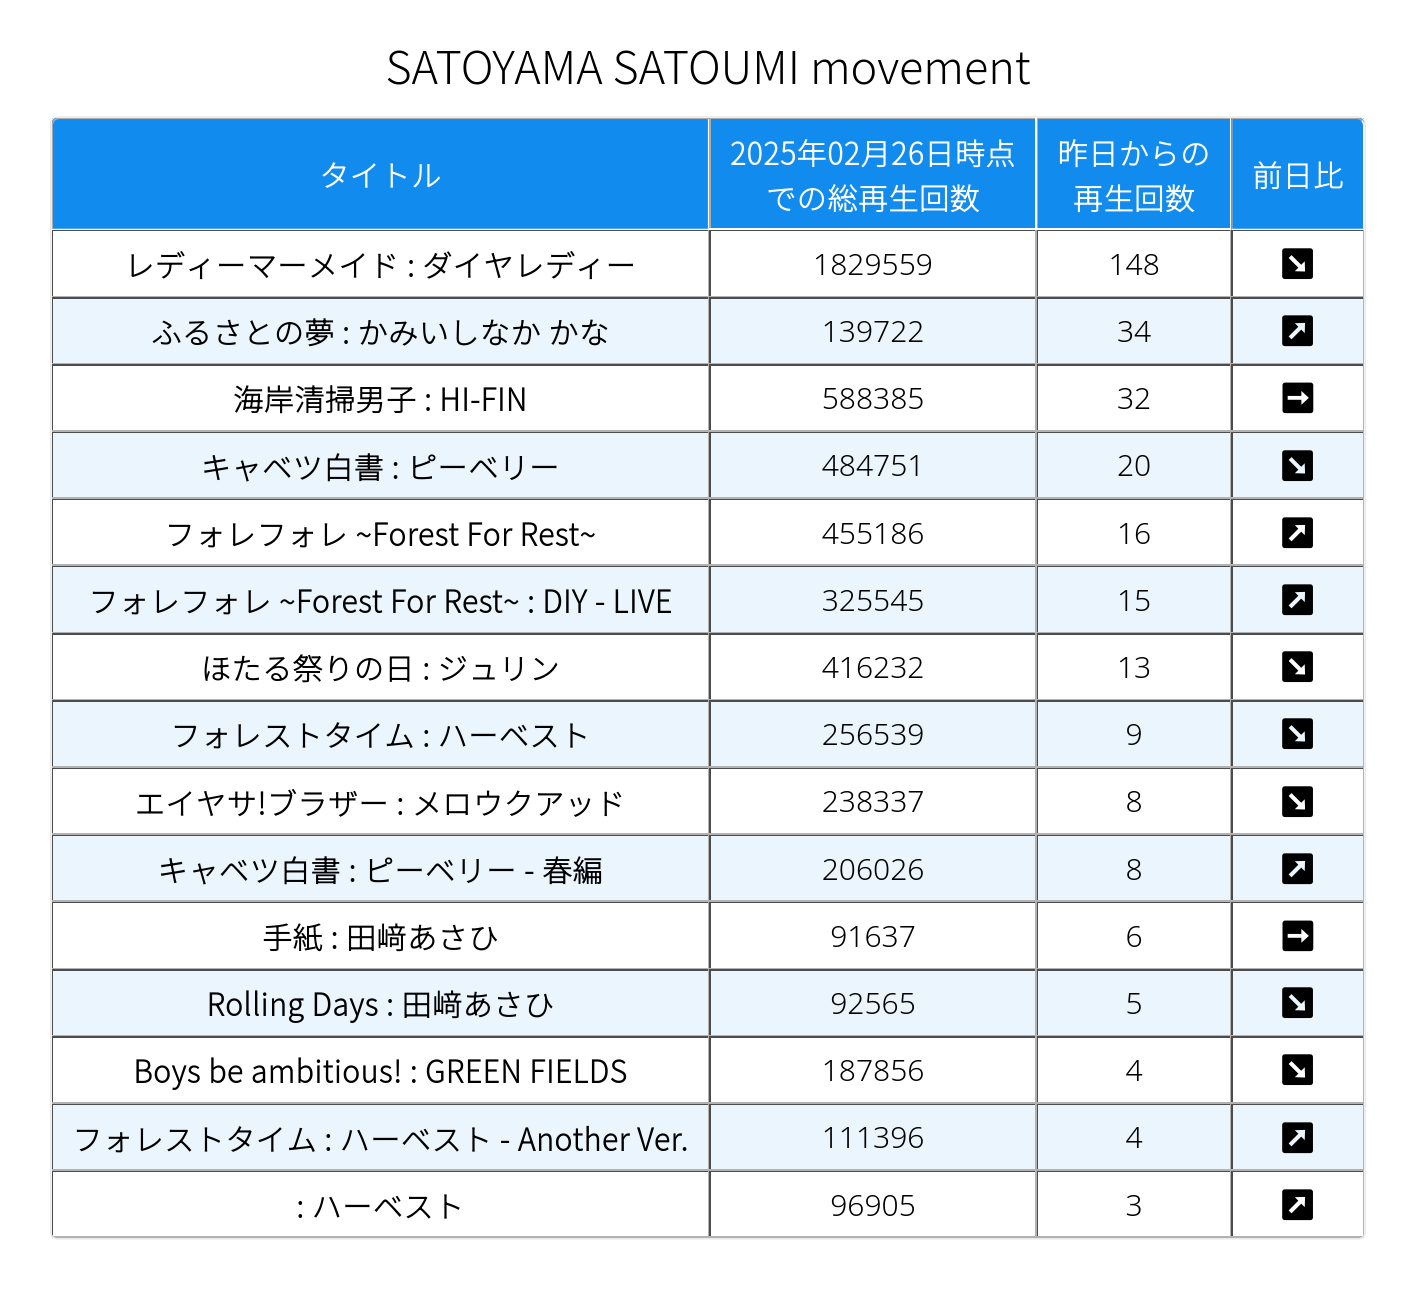 SATOYAMA SATOUMI movement
タイトル 2025年02月26日時点での総再生回数 昨日からの再生回数 前日比
レディーマーメイド : ダイヤレディー 1829559 148 ↘
ふるさとの夢 : かみいしなか かな 139722 34 ↗
海岸清掃男子 : HI-FIN 588385 32 →
キャベツ白書 : ピーベリー 484751 20 ↘
フォレフォレ ~Forest For Rest~ 455186 16 ↗
フォレフォレ ~Forest For Rest~ : DIY - LIVE 325545 15 ↗
ほたる祭りの日 : ジュリン 416232 13 ↘
フォレストタイム : ハーベスト 256539 9 ↘
エイヤサ!ブラザー : メロウクアッド 238337 8 ↘
キャベツ白書 : ピーベリー - 春編 206026 8 ↗
手紙 : 田﨑あさひ 91637 6 →
Rolling Days : 田﨑あさひ 92565 5 ↘
Boys be ambitious! : GREEN FIELDS 187856 4 ↘
フォレストタイム : ハーベスト - Another Ver. 111396 4 ↗
: ハーベスト 96905 3 ↗